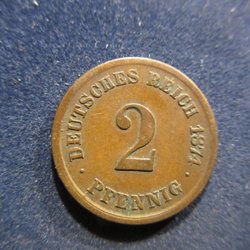 DEUTSCHES REICH 1874
2
· PFENNIG ·